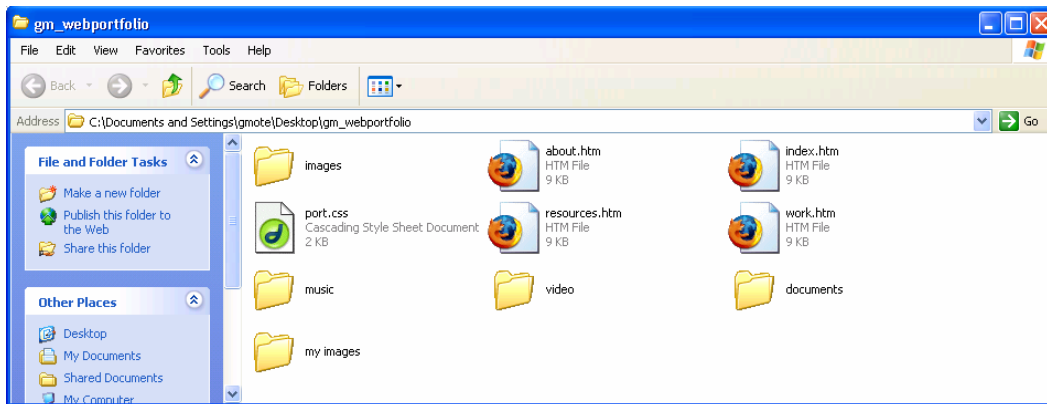 gm_webportfolio
File Edit View Favorites Tools Help
Back Search Folders
Address C:\Documents and Settings\gmote\Desktop\gm_webportfolio Go
File and Folder Tasks
Make a new folder
Publish this folder to
the Web
Share this folder
Other Places
Desktop
My Documents
Shared Documents
My Computer
images
about.htm
HTM File
9 KB
index.htm
HTM File
9 KB
port.css
Cascading Style Sheet Document
2 KB
resources.htm
HTM File
9 KB
work.htm
HTM File
9 KB
music
video
documents
my images